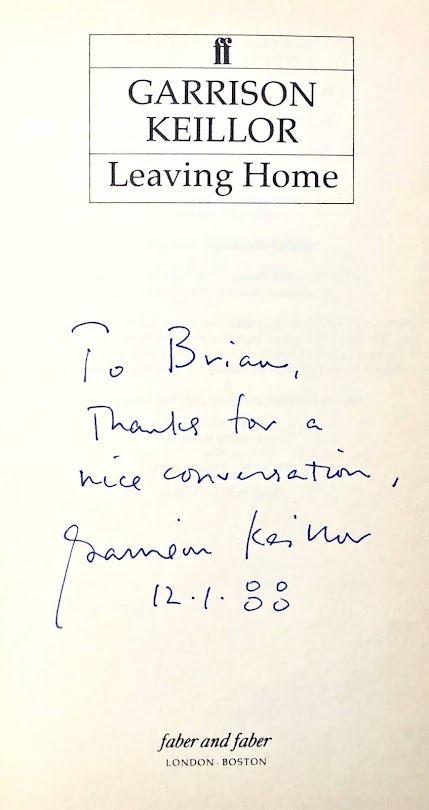 ff
GARRISON
KEILLOR
Leaving Home
To Brian,
Thanks for a
nice conversation,
Garrison Keillor
12.1.88
faber and faber
LONDON · BOSTON